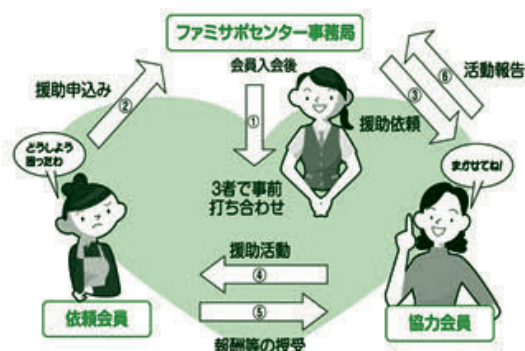 ファミサポセンター事務局
会員入会後
①
3者で事前
打ち合わせ
援助申込み
②
③
援助依頼
⑥
活動報告
どうしよう
困ったわ
まかせてね!
援助活動
④
⑤
報酬等の授受
依頼会員
協力会員